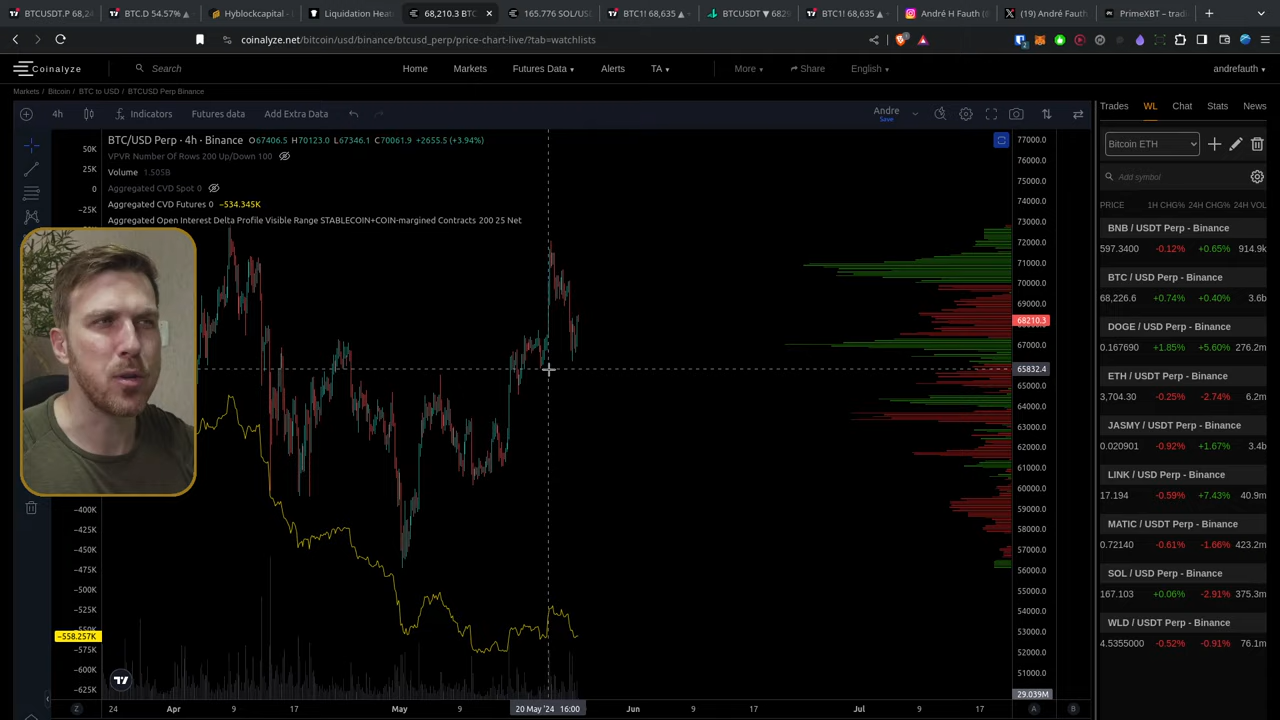 BTCUSDT.P 68,24
BTC.D 54.57% ▲
Hyblockcapital -
Liquidation Heat
68,210.3 BTC
165.776 SOL/US
BTC1! 68,635 ▲
BTCUSDT ▼ 682
BTC1! 68,635 ▲
André H Fauth (
(19) André Fauth
PrimeXBT – trad
coinalyze.net/bitcoin/usd/binance/btcusd_perp/price-chart-live/?tab=watchlists
Coinalyze
Search
Home
Markets
Futures Data
Alerts
TA
More
Share
English
andrefauth
Markets / Bitcoin / BTC to USD / BTCUSD Perp Binance
4h
Indicators
Futures data
Add Extra Data
Andre
Save
Trades
WL
Chat
Stats
News
BTC/USD Perp · 4h · Binance O67406.5 H70123.0 L67346.1 C70061.9 +2655.5 (+3.94%)
VPVR Number Of Rows 200 Up/Down 100
Volume 1.505B
Aggregated CVD Spot 0
Aggregated CVD Futures 0 −534.345K
Aggregated Open Interest Delta Profile Visible Range STABLECOIN+COIN-margined Contracts 200 25 Net
50K
25K
0
−25K
−400K
−425K
−450K
−475K
−500K
−525K
−558.257K
−575K
−600K
−625K
77000.0
76000.0
75000.0
74000.0
73000.0
72000.0
71000.0
70000.0
69000.0
68210.3
67000.0
65832.4
65000.0
64000.0
63000.0
62000.0
61000.0
60000.0
59000.0
58000.0
57000.0
56000.0
55000.0
54000.0
53000.0
52000.0
51000.0
29.039M
Z
24
Apr
9
17
May
9
20 May '24 16:00
Jun
9
17
Jul
9
17
A
B
Bitcoin ETH
Add symbol
PRICE 1H CHG% 24H CHG% 24H VOL
BNB / USDT Perp - Binance
597.3400 -0.12% +0.65% 914.9k
BTC / USDT Perp - Binance
68,226.6 +0.74% +0.40% 3.6b
DOGE / USDT Perp - Binance
0.167690 +1.85% +5.60% 276.2m
ETH / USDT Perp - Binance
3,704.30 -0.25% -2.74% 6.2m
JASMY / USDT Perp - Binance
0.020901 -0.92% +1.67% 3.4b
LINK / USDT Perp - Binance
17.194 -0.59% +7.43% 40.9m
MATIC / USDT Perp - Binance
0.72140 -0.61% -1.66% 423.2m
SOL / USDT Perp - Binance
167.103 +0.06% -2.91% 375.3m
WLD / USDT Perp - Binance
4.5355000 -0.52% -0.91% 76.1m